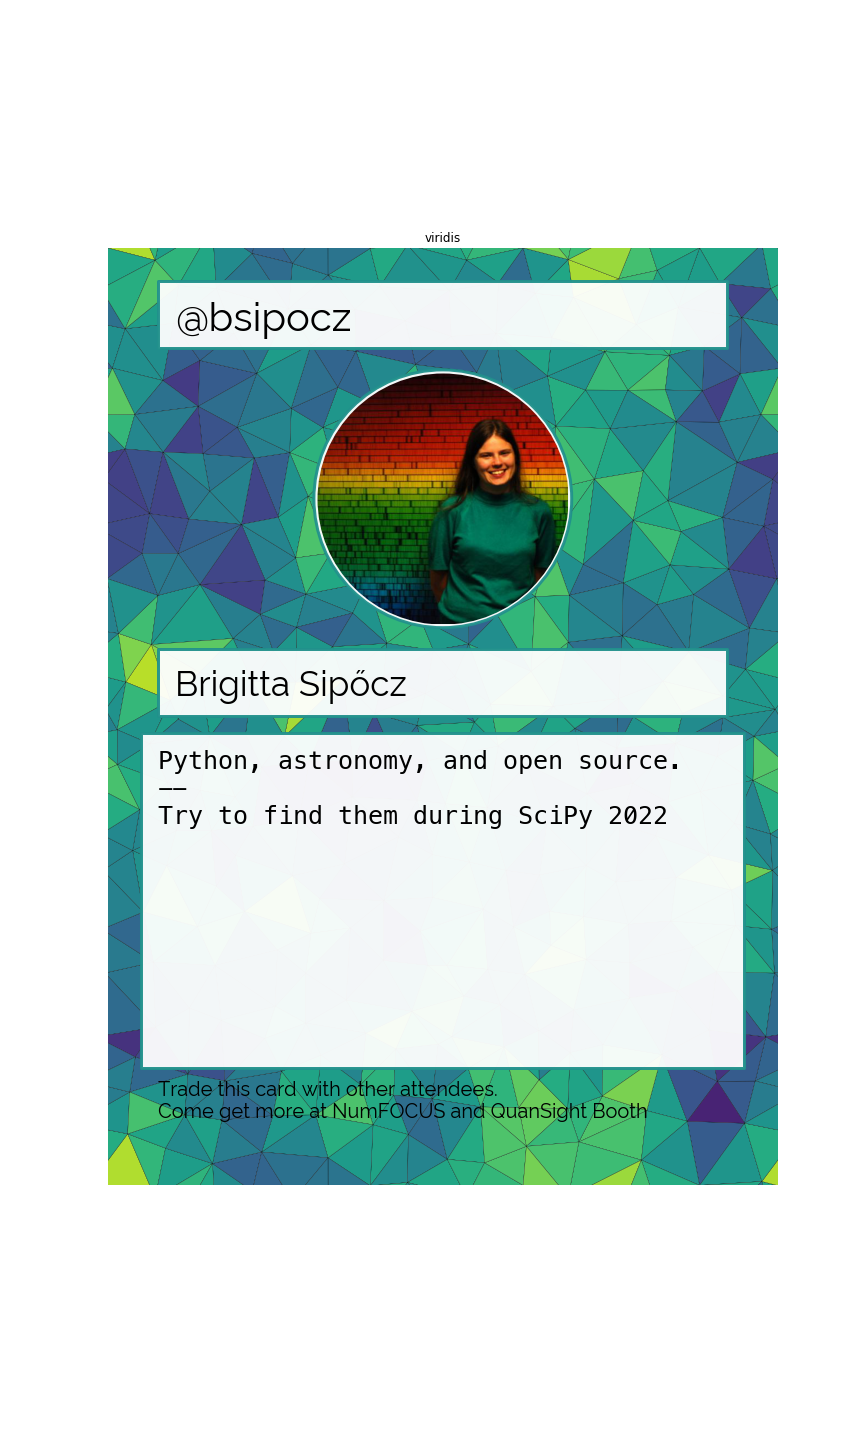 viridis
@bsipocz
Brigitta Sipőcz
Python, astronomy, and open source.
——
Try to find them during SciPy 2022
Trade this card with other attendees.
Come get more at NumFOCUS and QuanSight Booth